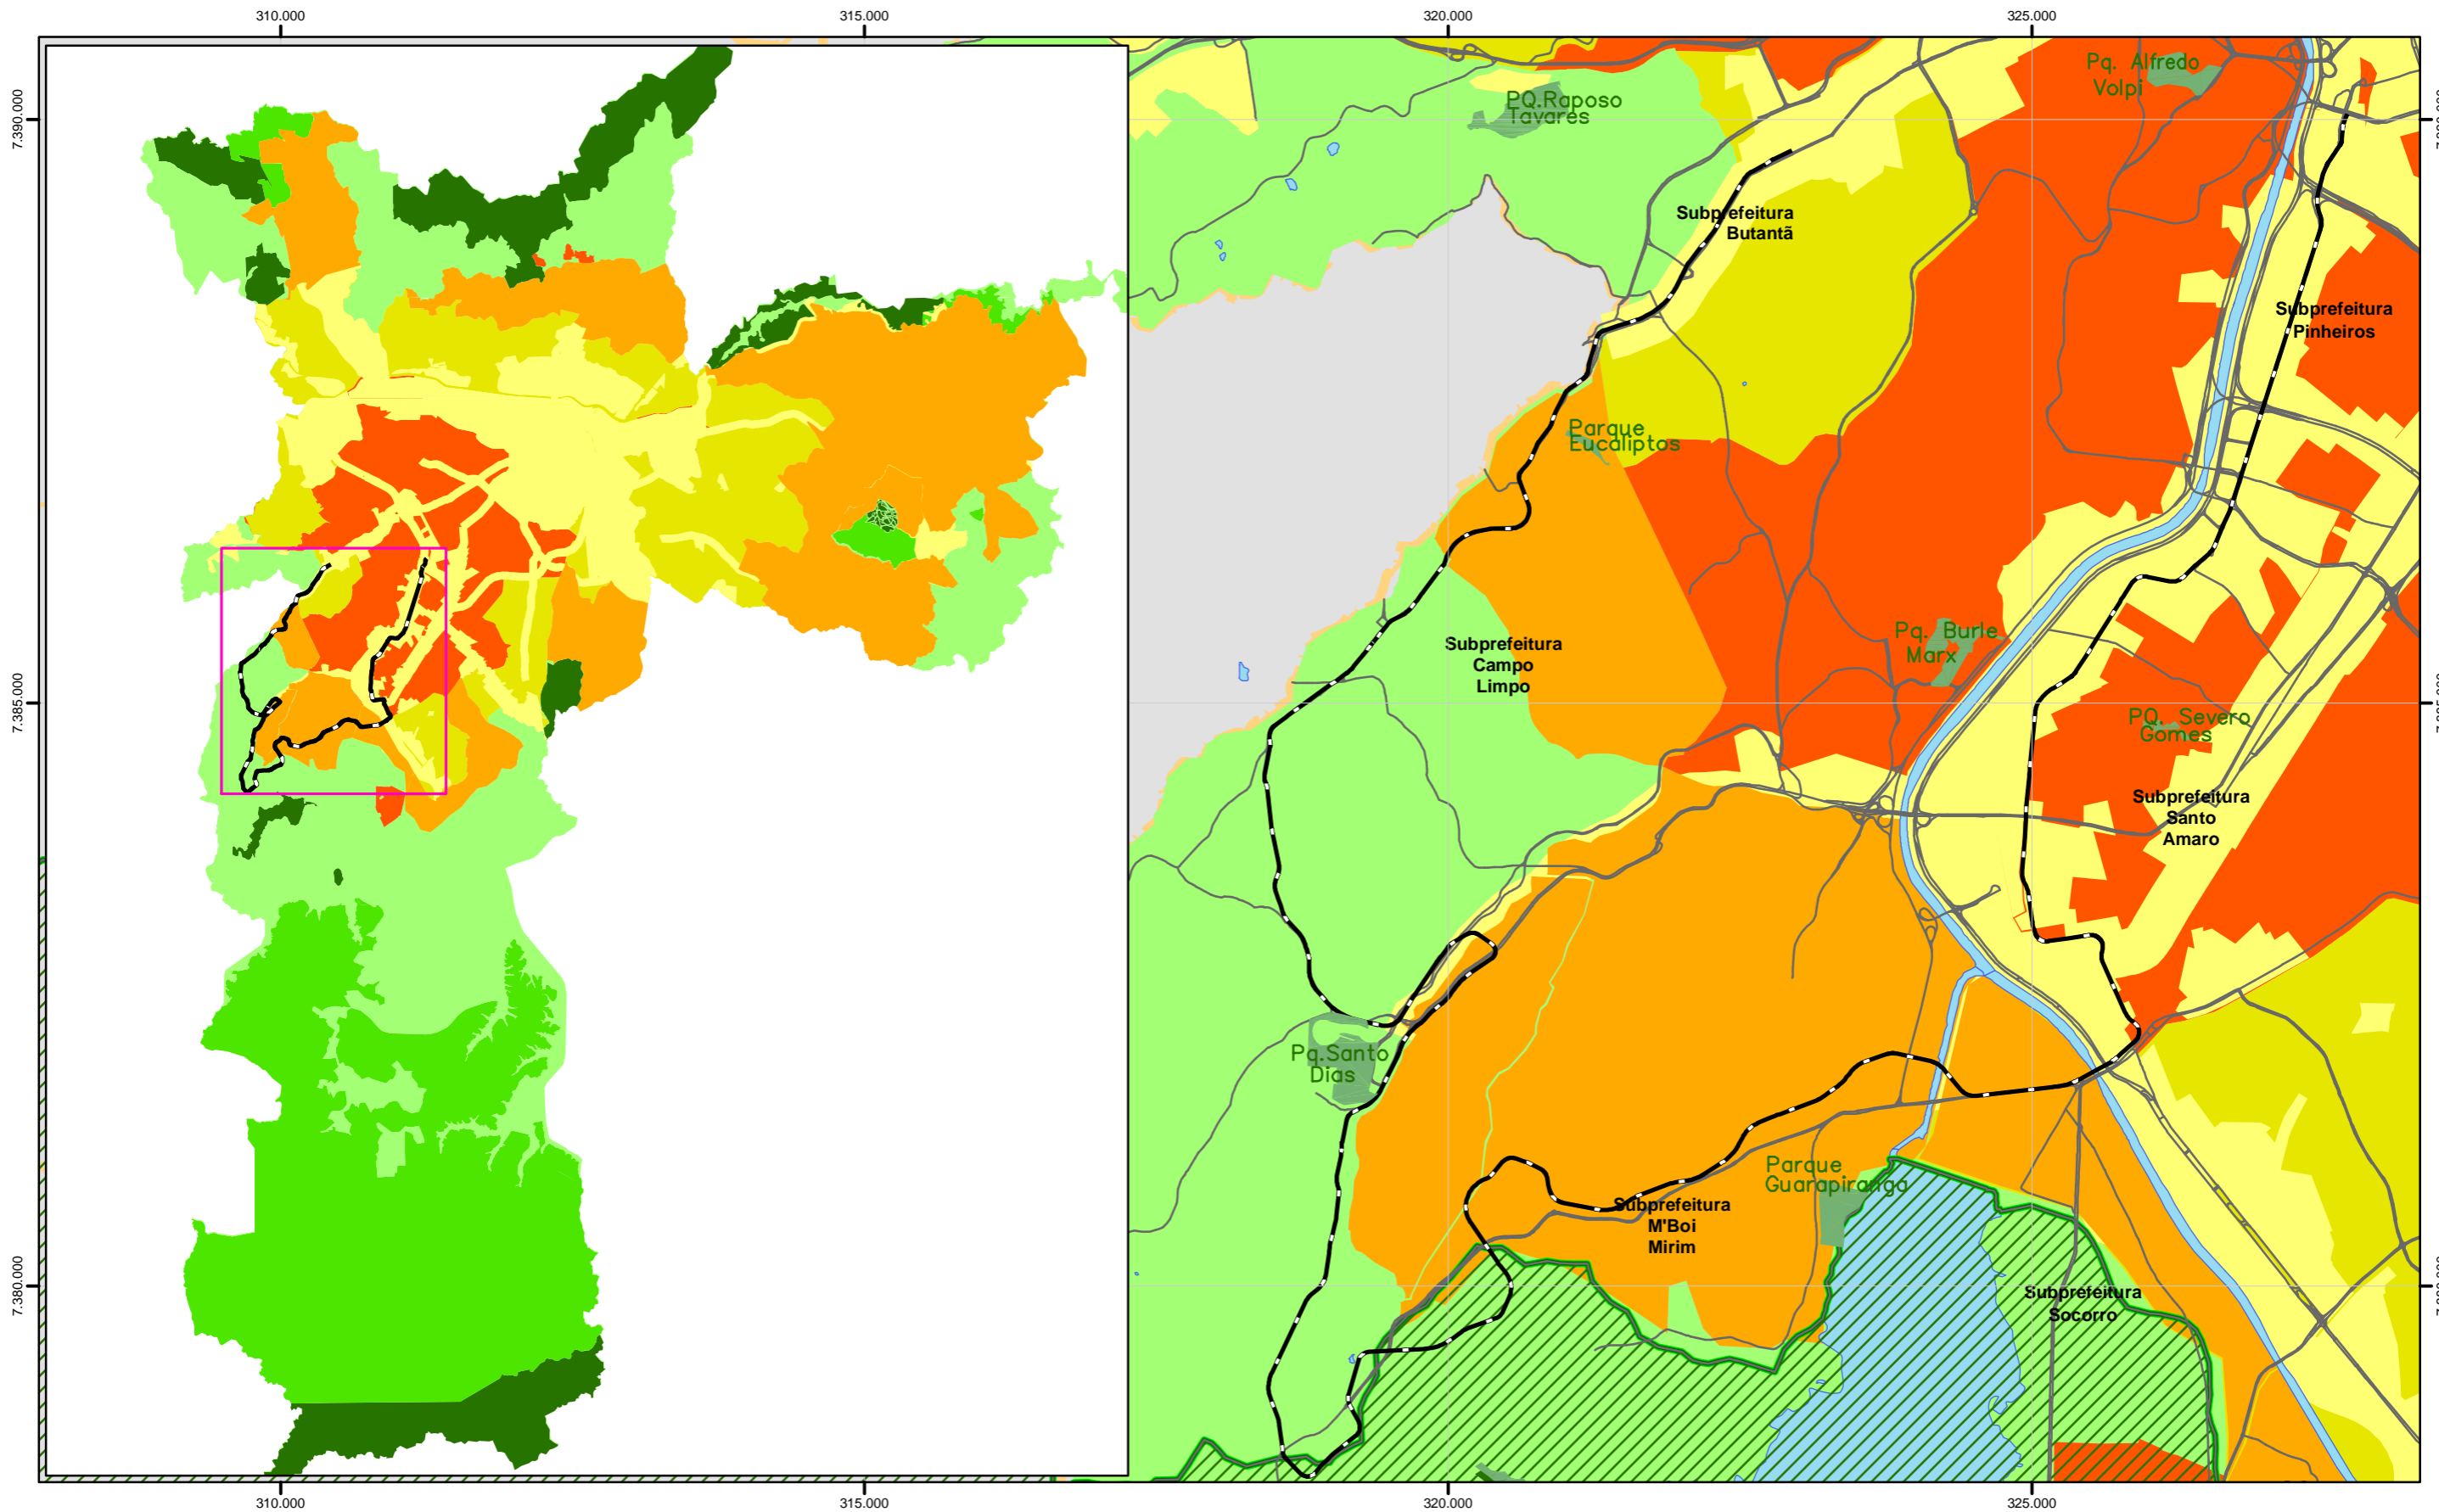 310.000
315.000
320.000
325.000
7.390.000
Pq. Alfredo
Volpi
PQ.Raposo
Tavares
Subprefeitura
Butantã
Subprefeitura
Pinheiros
Parque
Eucaliptos
Subprefeitura
Campo
Limpo
Pq. Burle
Marx
7.385.000
PQ. Severo
Gomes
Subprefeitura
Santo
Amaro
Pq.Santo
Dias
Parque
Guarapiranga
Subprefeitura
M'Boi
Mirim
7.380.000
Subprefeitura
Socorro
310.000
315.000
320.000
325.000